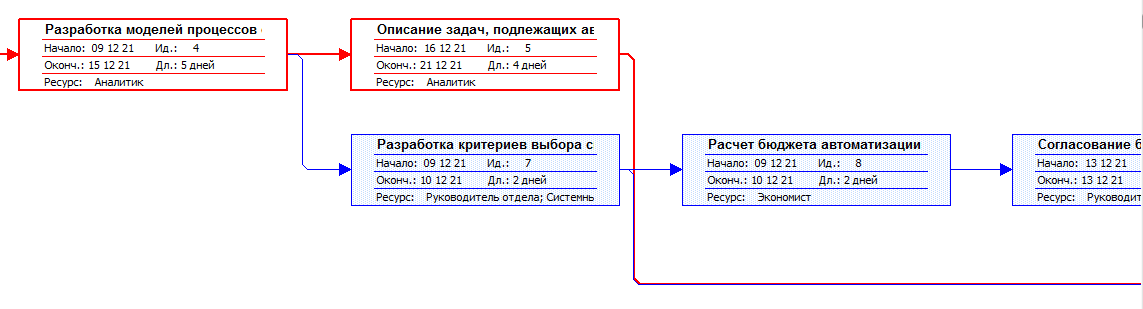 Разработка моделей процессов
Начало: 09 12 21 Ид.: 4
Оконч.: 15 12 21 Дл.: 5 дней
Ресурс: Аналитик
Описание задач, подлежащих ав
Начало: 16 12 21 Ид.: 5
Оконч.: 21 12 21 Дл.: 4 дней
Ресурс: Аналитик
Разработка критериев выбора с
Начало: 09 12 21 Ид.: 7
Оконч.: 10 12 21 Дл.: 2 дней
Ресурс: Руководитель отдела; Системны
Расчет бюджета автоматизации
Начало: 09 12 21 Ид.: 8
Оконч.: 10 12 21 Дл.: 2 дней
Ресурс: Экономист
Согласование б
Начало: 13 12 21
Оконч.: 13 12 21
Ресурс: Руководит